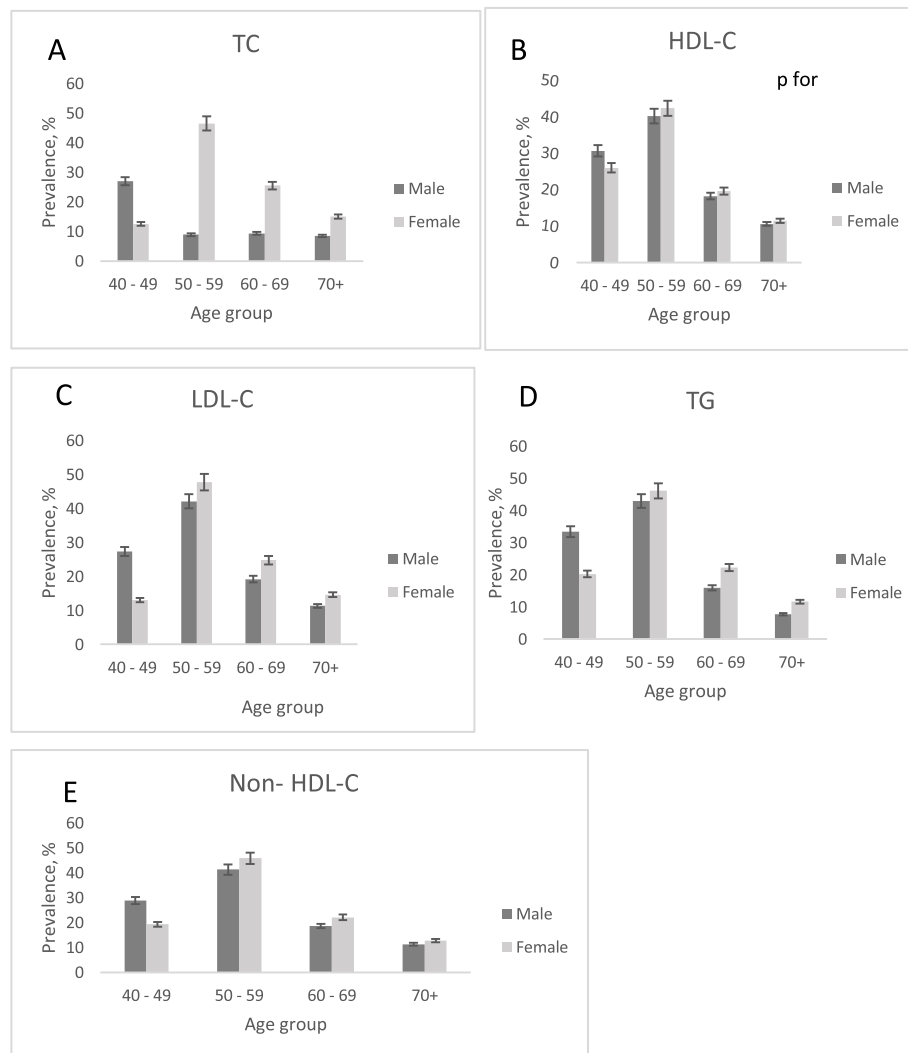 A
TC
60
50
40
30
20
10
0
Prevalence, %
40 - 49 50 - 59 60 - 69 70+
Age group
Male
Female
B
HDL-C
p for
50
40
30
20
10
0
Prevalence, %
40 - 49 50 - 59 60 - 69 70+
Age group
Male
Female
C
LDL-C
60
50
40
30
20
10
0
Prevalence, %
40 - 49 50 - 59 60 - 69 70+
Age group
Male
Female
D
TG
60
50
40
30
20
10
0
Prevalence, %
40 - 49 50 - 59 60 - 69 70+
Age group
Male
Female
E
Non- HDL-C
60
50
40
30
20
10
0
Prevalence, %
40 - 49 50 - 59 60 - 69 70+
Age group
Male
Female